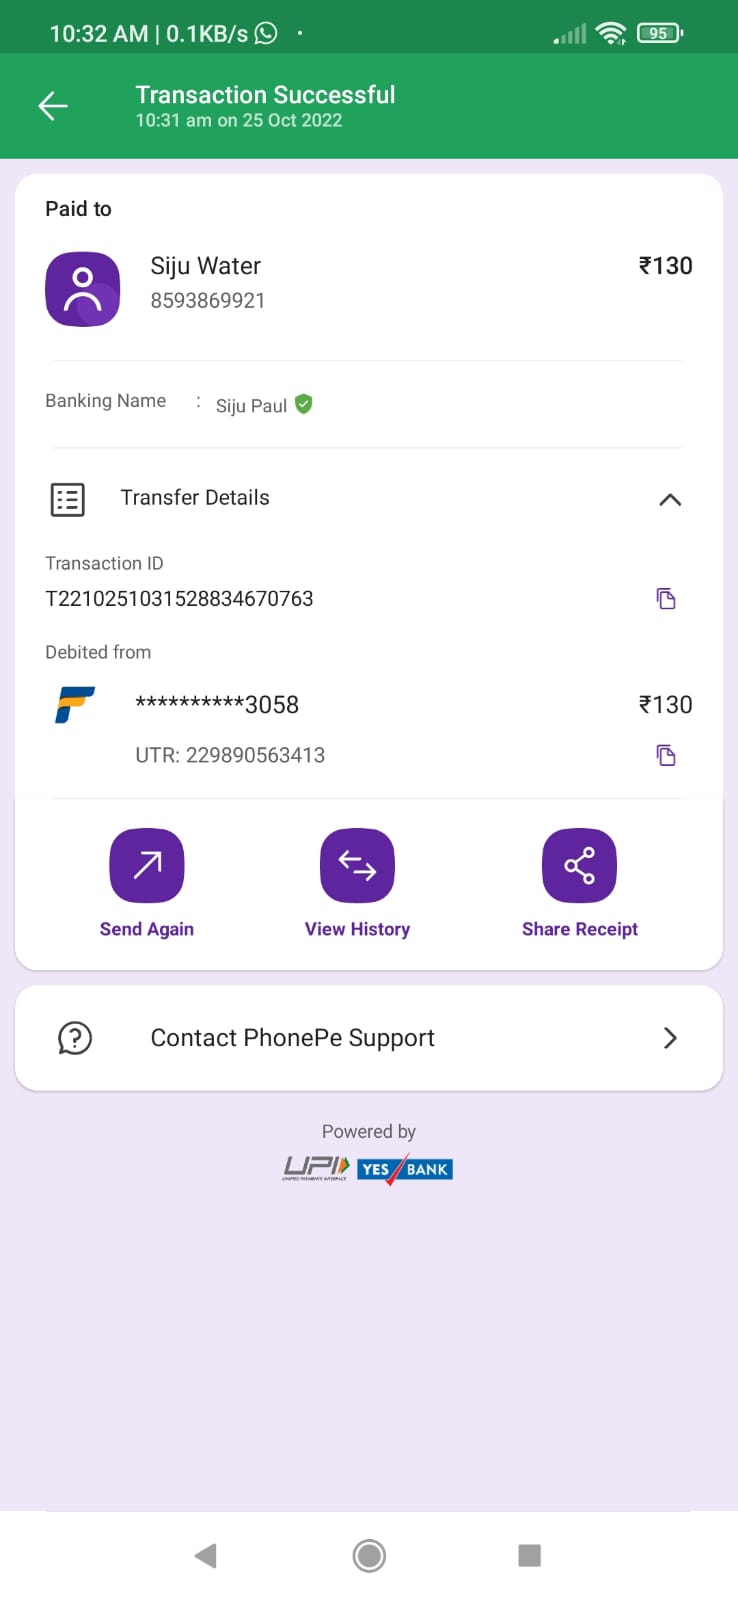 10:32 AM | 0.1KB/s
95
Transaction Successful
10:31 am on 25 Oct 2022
Paid to
Siju Water ₹130
8593869921
Banking Name : Siju Paul
Transfer Details
Transaction ID
T2210251031528834670763
Debited from
**********3058 ₹130
UTR: 229890563413
Send Again View History Share Receipt
Contact PhonePe Support
Powered by
UPI YES BANK
UNIFIED PAYMENTS INTERFACE